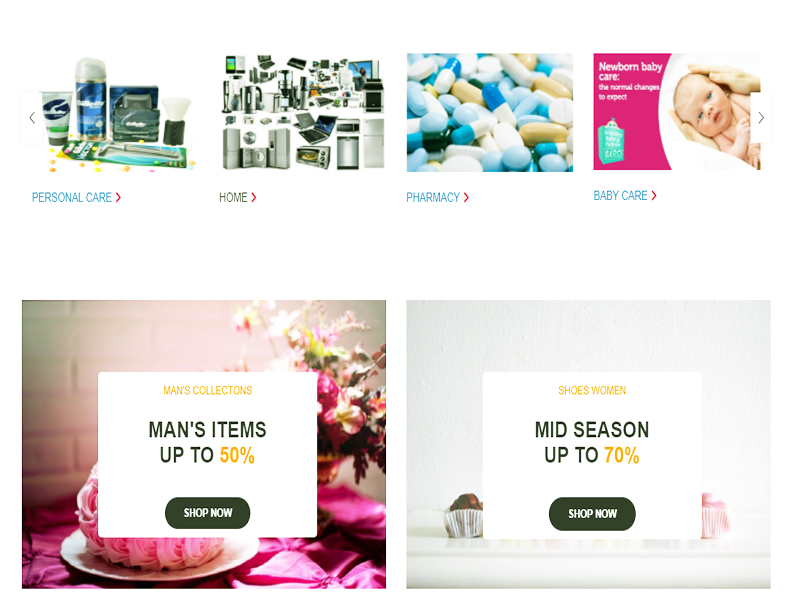 Gillette
Newborn baby
care:
the normal changes
to expect
PERSONAL CARE
HOME
PHARMACY
BABY CARE
MAN'S COLLECTONS
MAN'S ITEMS
UP TO 50%
SHOP NOW
SHOES WOMEN
MID SEASON
UP TO 70%
SHOP NOW